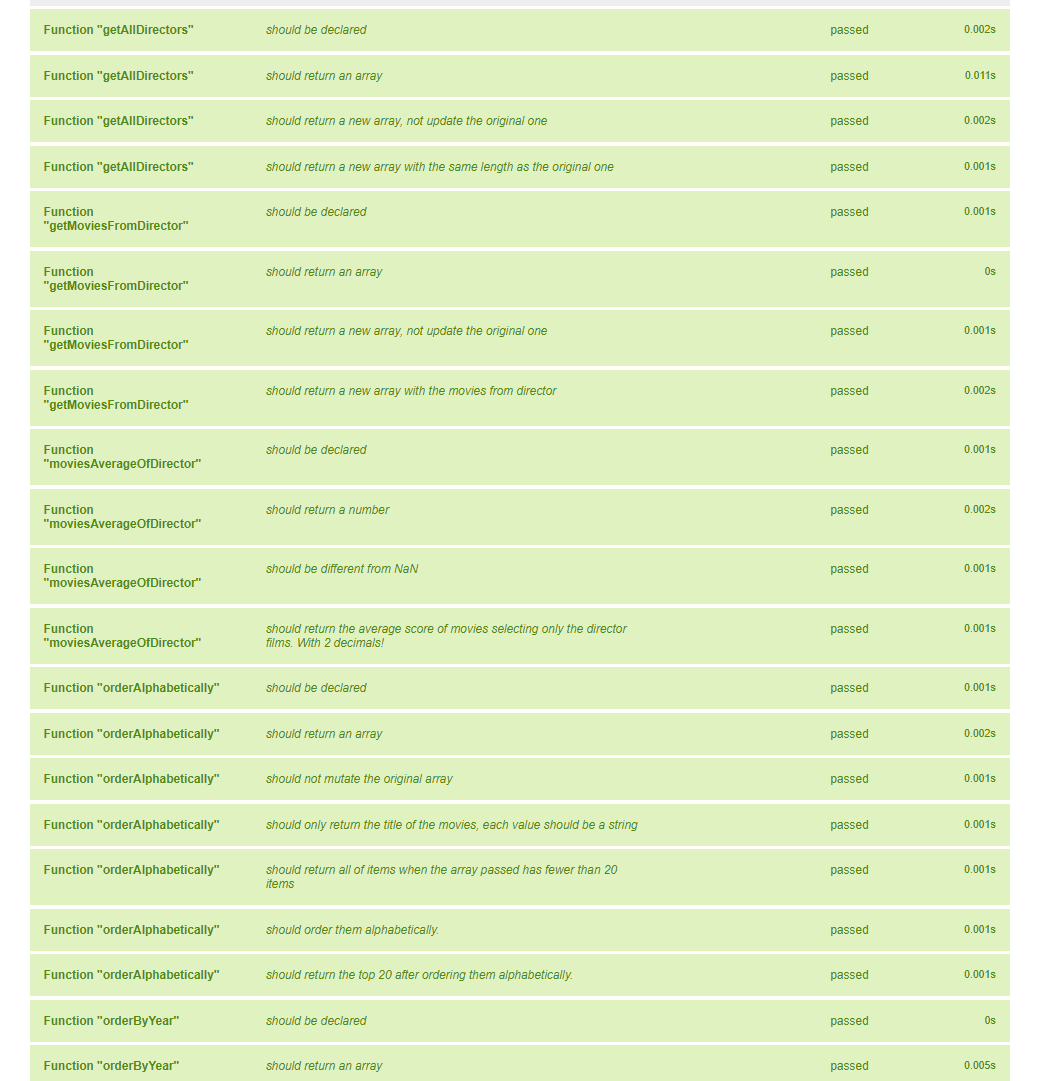 Function "getAllDirectors" should be declared passed 0.002s
Function "getAllDirectors" should return an array passed 0.011s
Function "getAllDirectors" should return a new array, not update the original one passed 0.002s
Function "getAllDirectors" should return a new array with the same length as the original one passed 0.001s
Function should be declared passed 0.001s
"getMoviesFromDirector"
Function should return an array passed 0s
"getMoviesFromDirector"
Function should return a new array, not update the original one passed 0.001s
"getMoviesFromDirector"
Function should return a new array with the movies from director passed 0.002s
"getMoviesFromDirector"
Function should be declared passed 0.001s
"moviesAverageOfDirector"
Function should return a number passed 0.002s
"moviesAverageOfDirector"
Function should be different from NaN passed 0.001s
"moviesAverageOfDirector"
Function should return the average score of movies selecting only the director passed 0.001s
"moviesAverageOfDirector" films. With 2 decimals!
Function "orderAlphabetically" should be declared passed 0.001s
Function "orderAlphabetically" should return an array passed 0.002s
Function "orderAlphabetically" should not mutate the original array passed 0.001s
Function "orderAlphabetically" should only return the title of the movies, each value should be a string passed 0.001s
Function "orderAlphabetically" should return all of items when the array passed has fewer than 20 passed 0.001s
items
Function "orderAlphabetically" should order them alphabetically. passed 0.001s
Function "orderAlphabetically" should return the top 20 after ordering them alphabetically. passed 0.001s
Function "orderByYear" should be declared passed 0s
Function "orderByYear" should return an array passed 0.005s